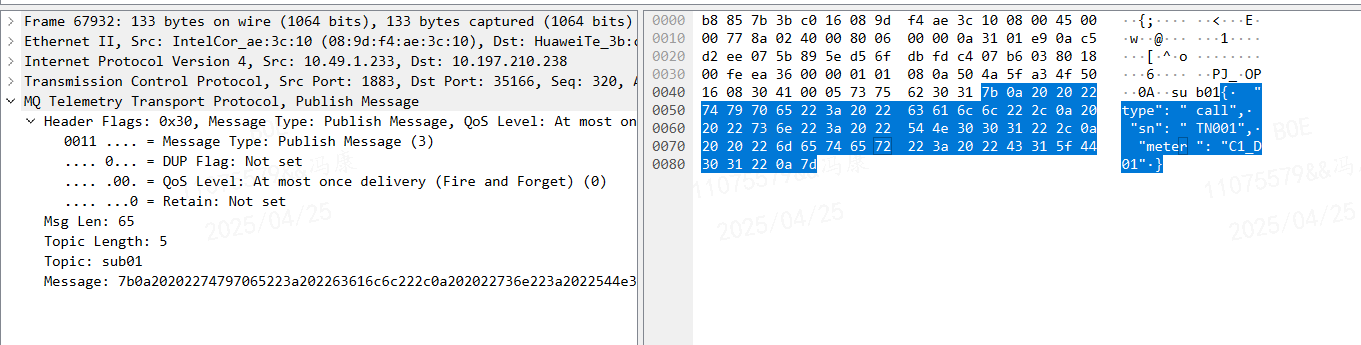 Frame 67932: 133 bytes on wire (1064 bits), 133 bytes captured (1064 bits)
Ethernet II, Src: IntelCor_ae:3c:10 (08:9d:f4:ae:3c:10), Dst: HuaweiTe_3b:c
Internet Protocol Version 4, Src: 10.49.1.233, Dst: 10.197.210.238
Transmission Control Protocol, Src Port: 1883, Dst Port: 35166, Seq: 320, A
MQ Telemetry Transport Protocol, Publish Message
Header Flags: 0x30, Message Type: Publish Message, QoS Level: At most on
0011 .... = Message Type: Publish Message (3)
.... 0... = DUP Flag: Not set
.... .00. = QoS Level: At most once delivery (Fire and Forget) (0)
.... ...0 = Retain: Not set
Msg Len: 65
Topic Length: 5
Topic: sub01
Message: 7b0a20202274797065223a202263616c6c222c0a202022736e223a2022544e3
0000 b8 85 7b 3b c0 16 08 9d f4 ae 3c 10 08 00 45 00 ··{;······<···E·
0010 00 77 8a 02 40 00 80 06 00 00 0a 31 01 e9 0a c5 ·w··@······1····
0020 d2 ee 07 5b 89 5e d5 6f db fd c4 07 b6 03 80 18 ···[·^·o········
0030 00 fe ea 36 00 00 01 01 08 0a 50 4a 5f a3 4f 50 ···6······PJ_·OP
0040 16 08 30 41 00 05 73 75 62 30 31 7b 0a 20 20 22 ··0A··sub01{·  "
0050 74 79 70 65 22 3a 20 22 63 61 6c 6c 22 2c 0a 20 type": "call",· 
0060 20 22 73 6e 22 3a 20 22 54 4e 30 30 31 22 2c 0a  "sn": "TN001",·
0070 20 20 22 6d 65 74 65 72 22 3a 20 22 43 31 5f 44   "meter": "C1_D
0080 30 31 22 0a 7d 01"·}
2025/04/25
11075579&&冯康
2025/04/25
BOE
11075579&&冯
2025/04/25